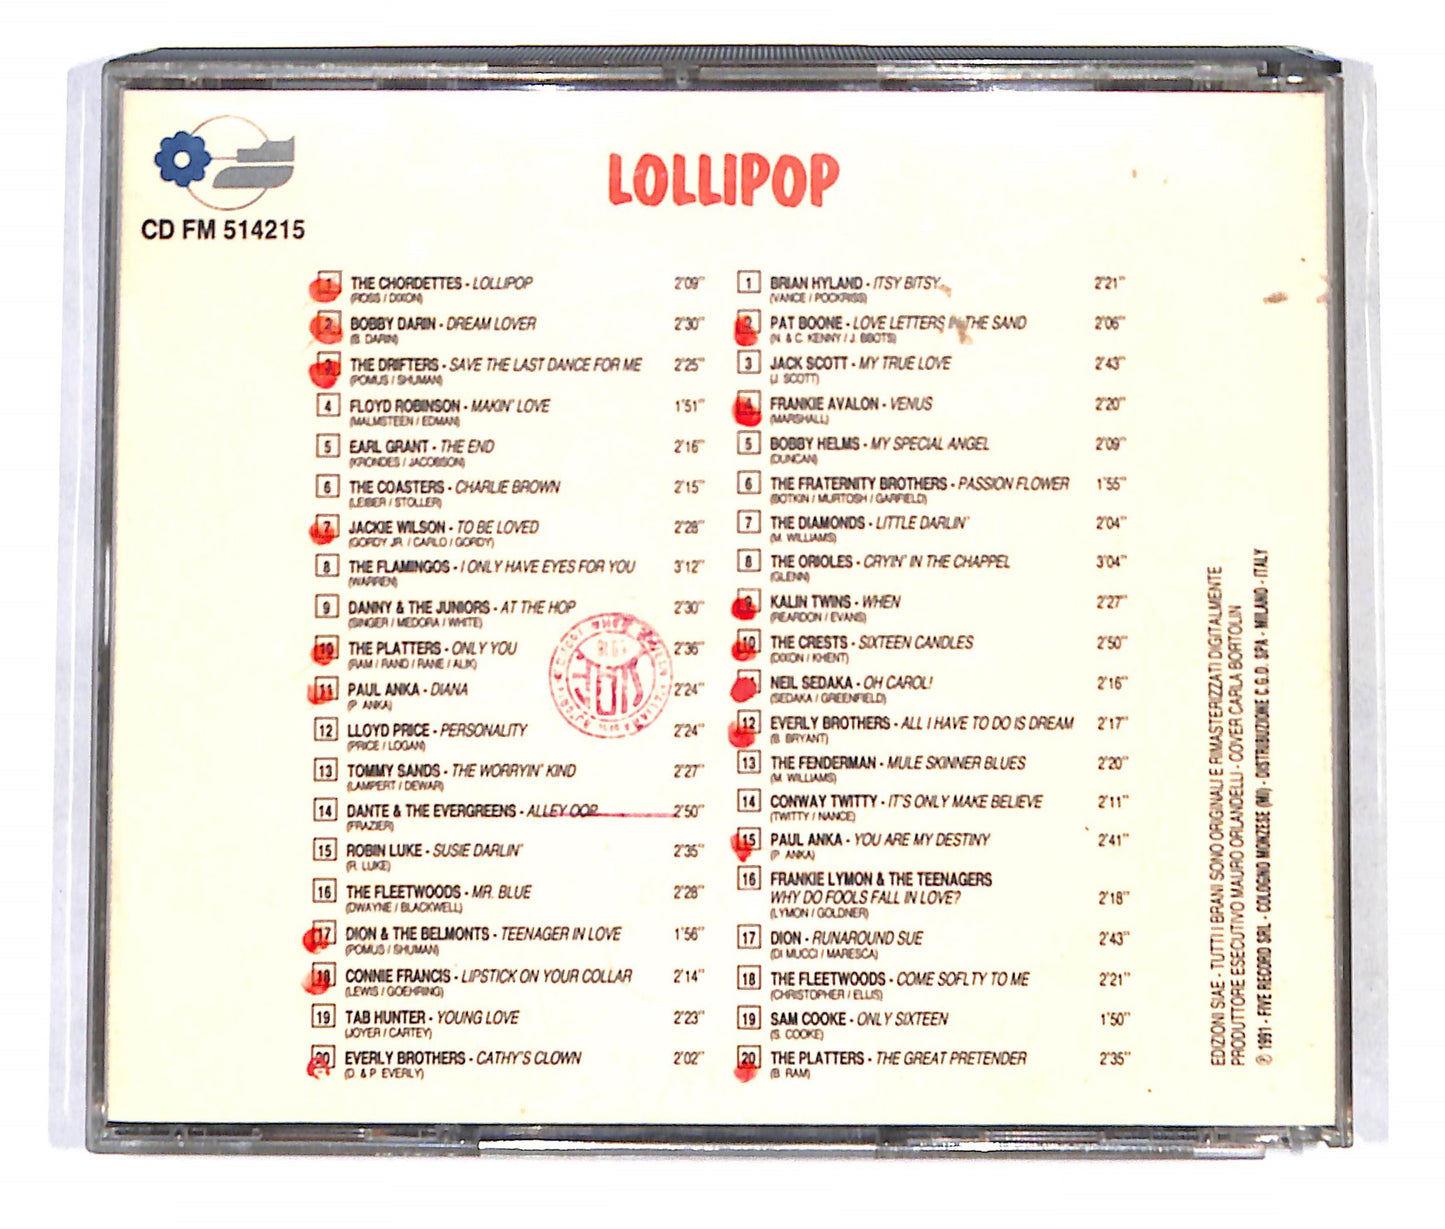 CD FM 514215
LOLLIPOP
1 THE CHORDETTES - LOLLIPOP 2'09"
(ROSS / DIXON)
2 BOBBY DARIN - DREAM LOVER 2'30"
(B. DARIN)
3 THE DRIFTERS - SAVE THE LAST DANCE FOR ME 2'25"
(POMUS / SHUMAN)
4 FLOYD ROBINSON - MAKIN' LOVE 1'51"
(MALMSTEEN / EDMAN)
5 EARL GRANT - THE END 2'16"
(KRONDES / JACOBSON)
6 THE COASTERS - CHARLIE BROWN 2'15"
(LEIBER / STOLLER)
7 JACKIE WILSON - TO BE LOVED 2'28"
(GORDY JR. / CARLO / GORDY)
8 THE FLAMINGOS - I ONLY HAVE EYES FOR YOU 3'12"
(WARREN)
9 DANNY & THE JUNIORS - AT THE HOP 2'30"
(SINGER / MEDORA / WHITE)
10 THE PLATTERS - ONLY YOU 2'36"
(RAM / RAND / RANE / ALIK)
11 PAUL ANKA - DIANA 2'24"
(P. ANKA)
12 LLOYD PRICE - PERSONALITY 2'24"
(PRICE / LOGAN)
13 TOMMY SANDS - THE WORRYIN' KIND 2'27"
(LAMPERT / DEWAR)
14 DANTE & THE EVERGREENS - ALLEY OOP 2'50"
(FRAZIER)
15 ROBIN LUKE - SUSIE DARLIN' 2'35"
(R. LUKE)
16 THE FLEETWOODS - MR. BLUE 2'28"
(DWAYNE / BLACKWELL)
17 DION & THE BELMONTS - TEENAGER IN LOVE 1'56"
(POMUS / SHUMAN)
18 CONNIE FRANCIS - LIPSTICK ON YOUR COLLAR 2'14"
(LEWIS / GOEHRING)
19 TAB HUNTER - YOUNG LOVE 2'23"
(JOYER / CARTEY)
20 EVERLY BROTHERS - CATHY'S CLOWN 2'02"
(D. & P. EVERLY)
1 BRIAN HYLAND - ITSY BITSY 2'21"
(VANCE / POCKRISS)
2 PAT BOONE - LOVE LETTERS IN THE SAND 2'06"
(N. & C. KENNY / J. BBOTS)
3 JACK SCOTT - MY TRUE LOVE 2'43"
(J. SCOTT)
4 FRANKIE AVALON - VENUS 2'20"
(MARSHALL)
5 BOBBY HELMS - MY SPECIAL ANGEL 2'09"
(DUNCAN)
6 THE FRATERNITY BROTHERS - PASSION FLOWER 1'55"
(BOTKIN / MURTOSH / GARFIELD)
7 THE DIAMONDS - LITTLE DARLIN' 2'04"
(M. WILLIAMS)
8 THE ORIOLES - CRYIN' IN THE CHAPPEL 3'04"
(GLENN)
9 KALIN TWINS - WHEN 2'27"
(REARDON / EVANS)
10 THE CRESTS - SIXTEEN CANDLES 2'50"
(DIXON / KHENT)
11 NEIL SEDAKA - OH CAROL! 2'16"
(SEDAKA / GREENFIELD)
12 EVERLY BROTHERS - ALL I HAVE TO DO IS DREAM 2'17"
(B. BRYANT)
13 THE FENDERMAN - MULE SKINNER BLUES 2'20"
(M. WILLIAMS)
14 CONWAY TWITTY - IT'S ONLY MAKE BELIEVE 2'11"
(TWITTY / NANCE)
15 PAUL ANKA - YOU ARE MY DESTINY 2'41"
(P. ANKA)
16 FRANKIE LYMON & THE TEENAGERS
WHY DO FOOLS FALL IN LOVE? 2'18"
(LYMON / GOLDNER)
17 DION - RUNAROUND SUE 2'43"
(DI MUCCI / MARESCA)
18 THE FLEETWOODS - COME SOFLTY TO ME 2'21"
(CHRISTOPHER / ELLIS)
19 SAM COOKE - ONLY SIXTEEN 1'50"
(S. COOKE)
20 THE PLATTERS - THE GREAT PRETENDER 2'35"
(B. RAM)
EDIZIONI SIAE - TUTTI I BRANI SONO ORIGINALI E RIMASTERIZZATI DIGITALMENTE
PRODUTTORE ESECUTIVO MAURO ORLANDELLI - COVER CARLA BORTOLIN
℗ 1991 - FIVE RECORD SRL - COLOGNO MONZESE (MI) - DISTRIBUZIONE C.G.D. SPA - MILANO - ITALY
SIAE